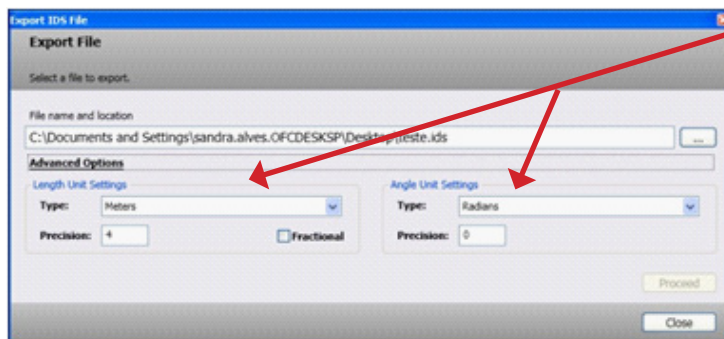 Export IDS File
Export File
Select a file to export.
File name and location
C:\Documents and Settings\sandra.alves.OFCDESKSP\Desktop\teste.ids
...
Advanced Options
Length Unit Settings
Angle Unit Settings
Type: Meters
Type: Radians
Precision: 4
Fractional
Precision: 0
Proceed
Close